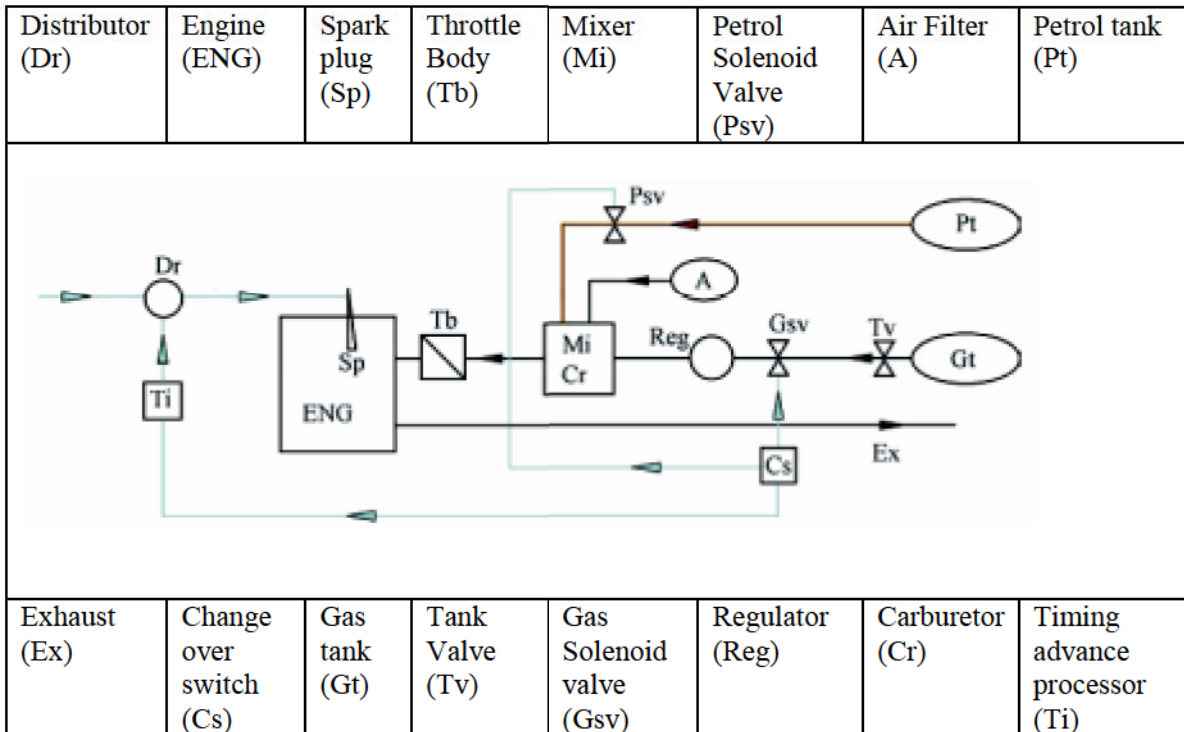 Distributor
(Dr)
Engine
(ENG)
Spark
plug
(Sp)
Throttle
Body
(Tb)
Mixer
(Mi)
Petrol
Solenoid
Valve
(Psv)
Air Filter
(A)
Petrol tank
(Pt)
Psv
Pt
Dr
A
Tb
Gsv
Tv
Reg
Mi
Cr
Gt
Sp
Ti
ENG
Ex
Cs
Exhaust
(Ex)
Change
over
switch
(Cs)
Gas
tank
(Gt)
Tank
Valve
(Tv)
Gas
Solenoid
valve
(Gsv)
Regulator
(Reg)
Carburetor
(Cr)
Timing
advance
processor
(Ti)